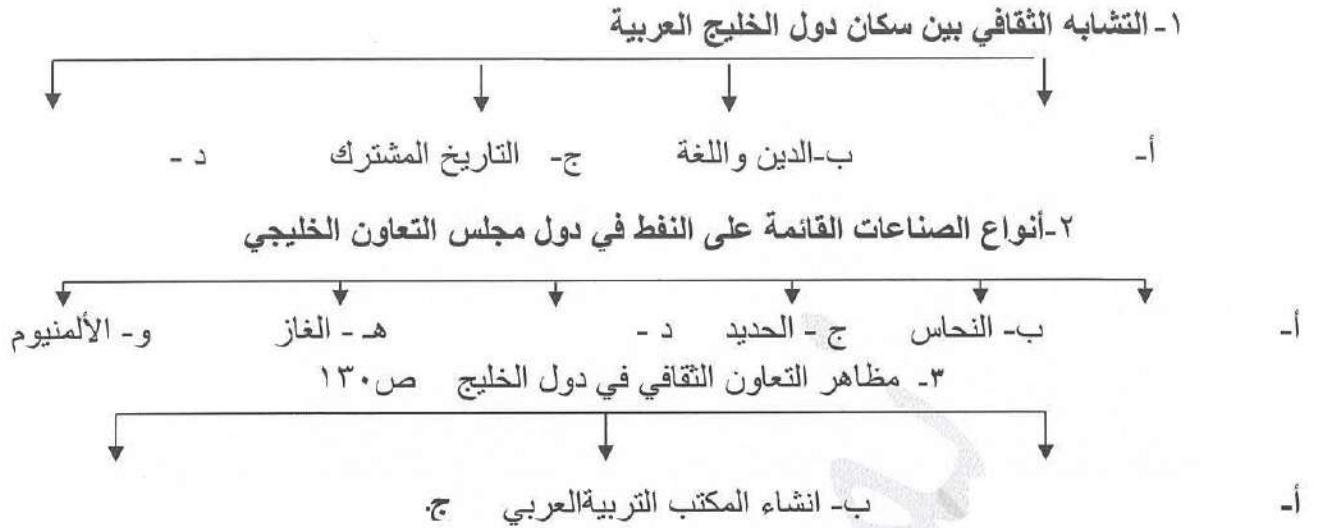 ١- التشابه الثقافي بين سكان دول الخليج العربية
أ- ب-الدين واللغة ج- التاريخ المشترك د -
٢-أنواع الصناعات القائمة على النفط في دول مجلس التعاون الخليجي
أ- ب- النحاس ج - الحديد د - هـ - الغاز و- الألمنيوم
٣- مظاهر التعاون الثقافي في دول الخليج ص١٣٠
أ- ب- انشاء المكتب التربيةالعربي ج.